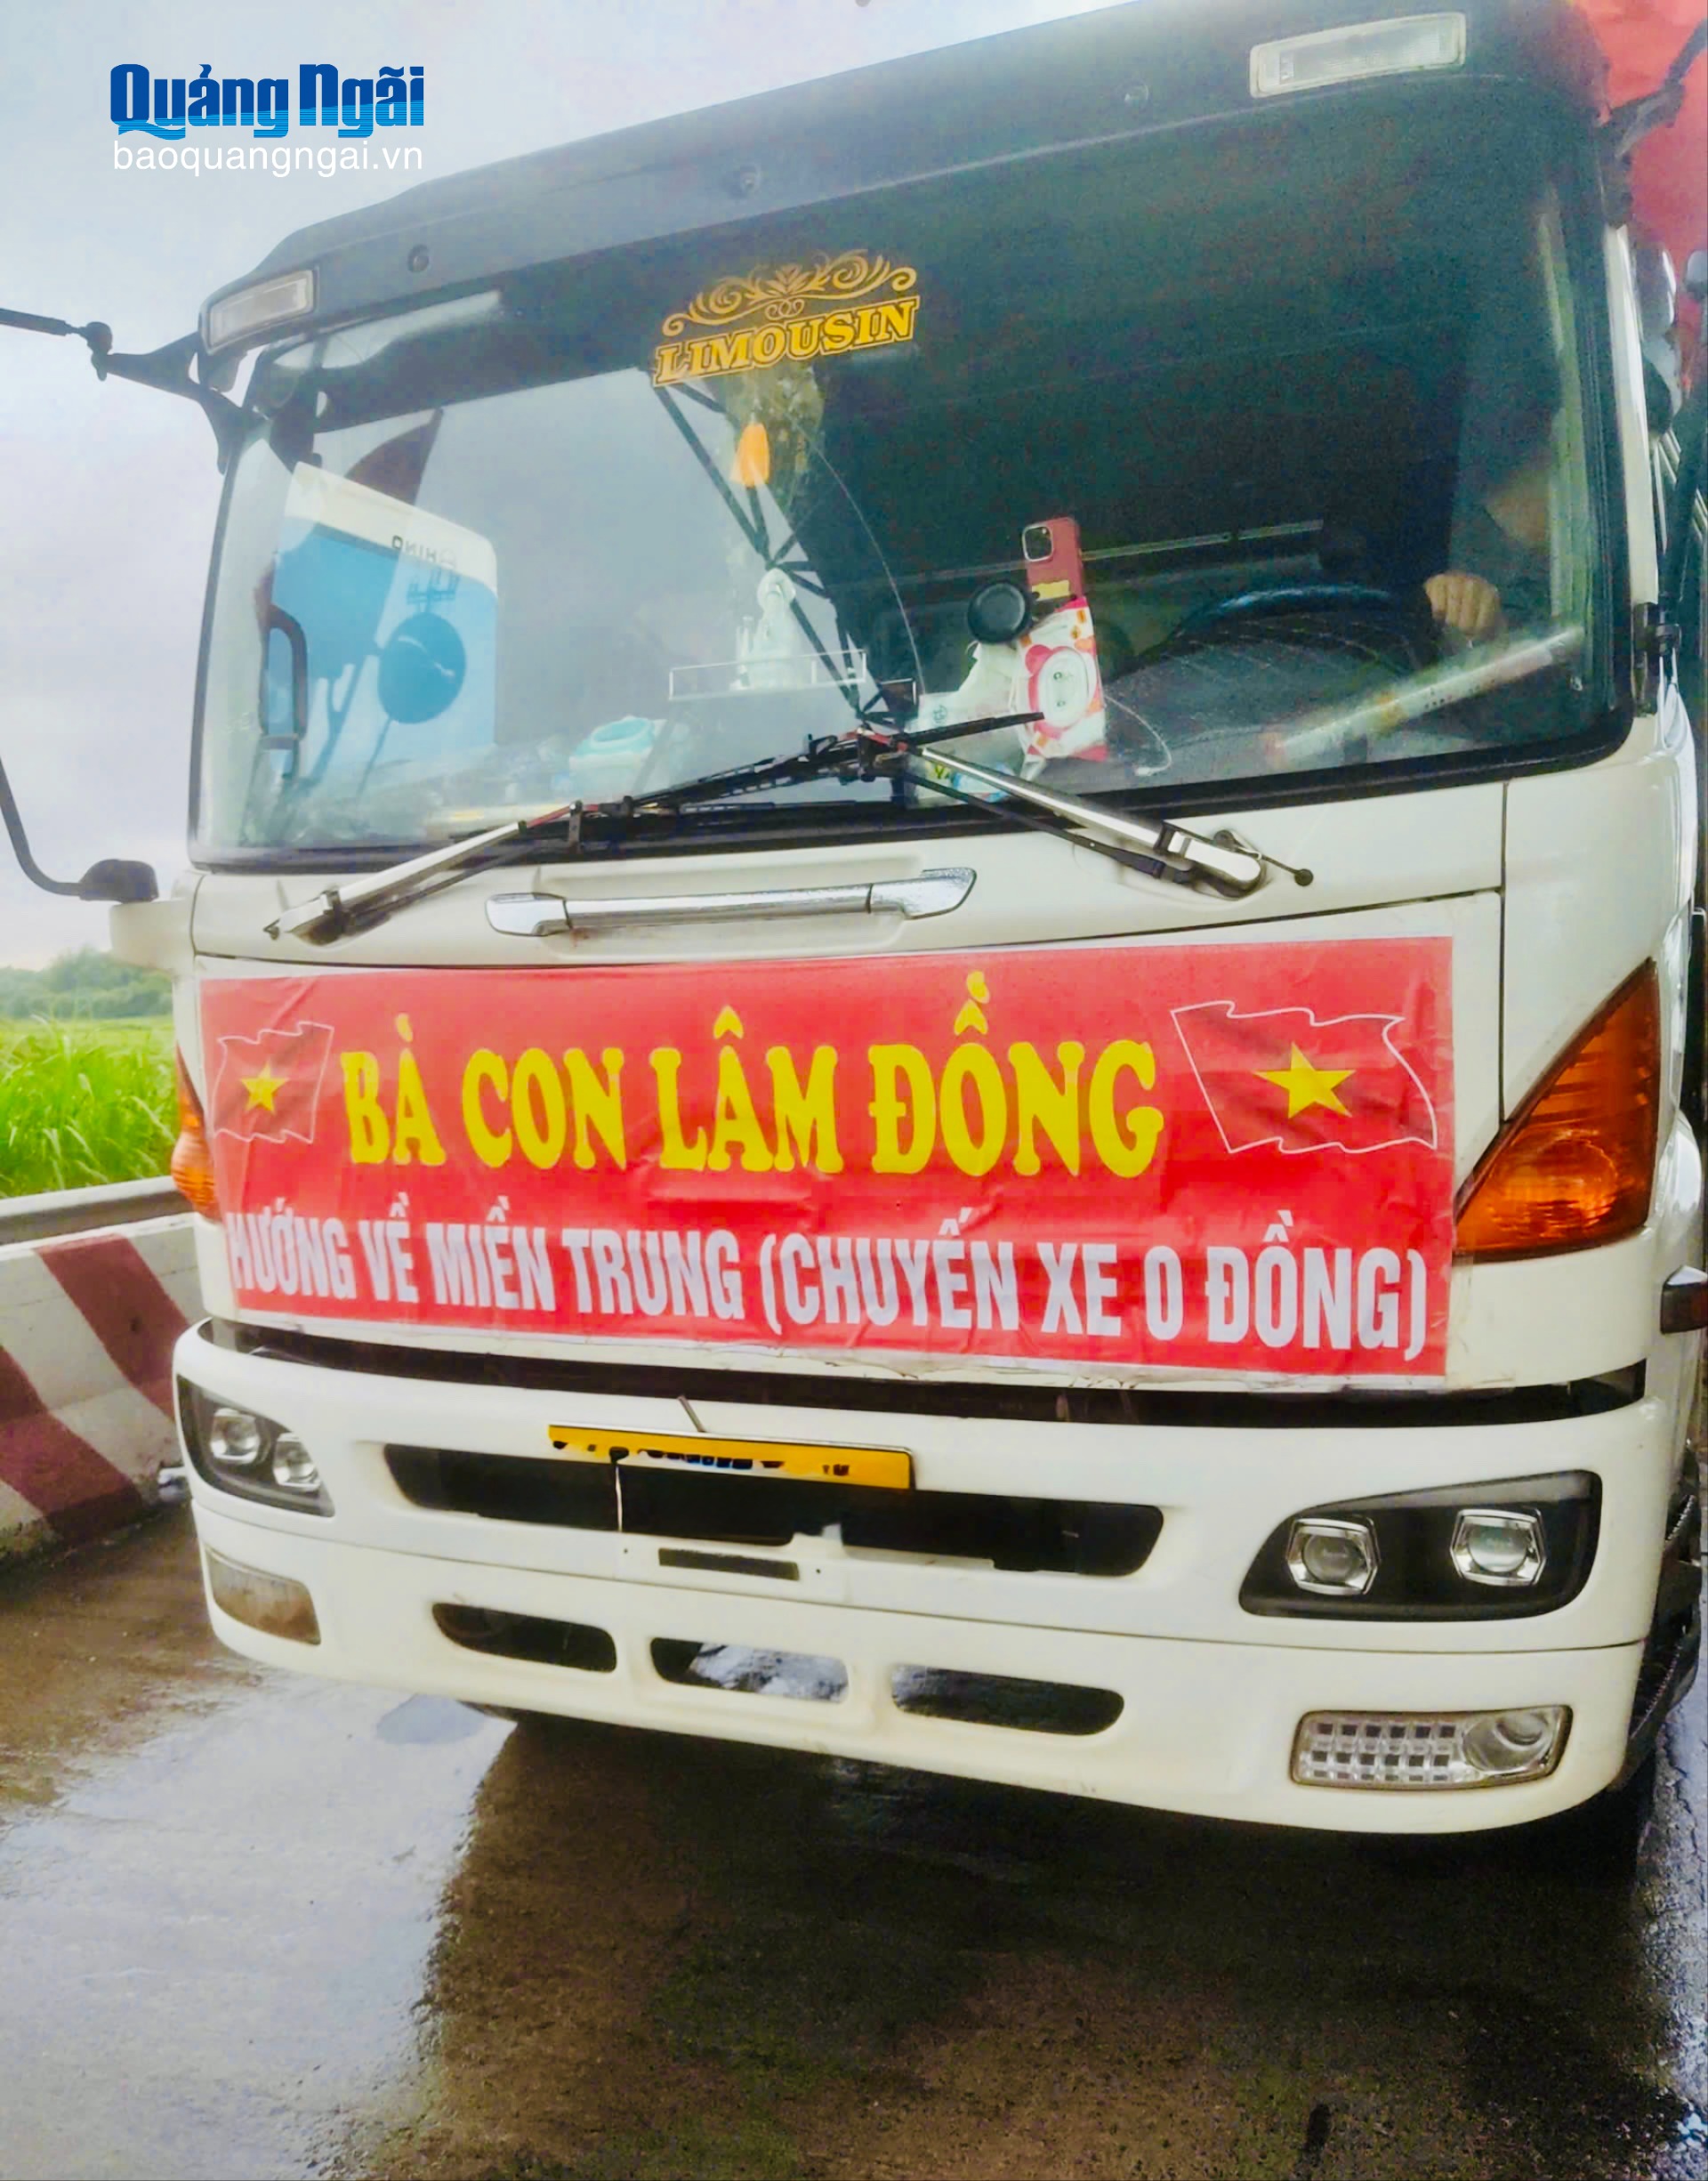 Quảng Ngãi
baoquangngai.vn
LIMOUSIN
BÀ CON LÂM ĐỒNG
HƯỚNG VỀ MIỀN TRUNG (CHUYẾN XE 0 ĐỒNG)